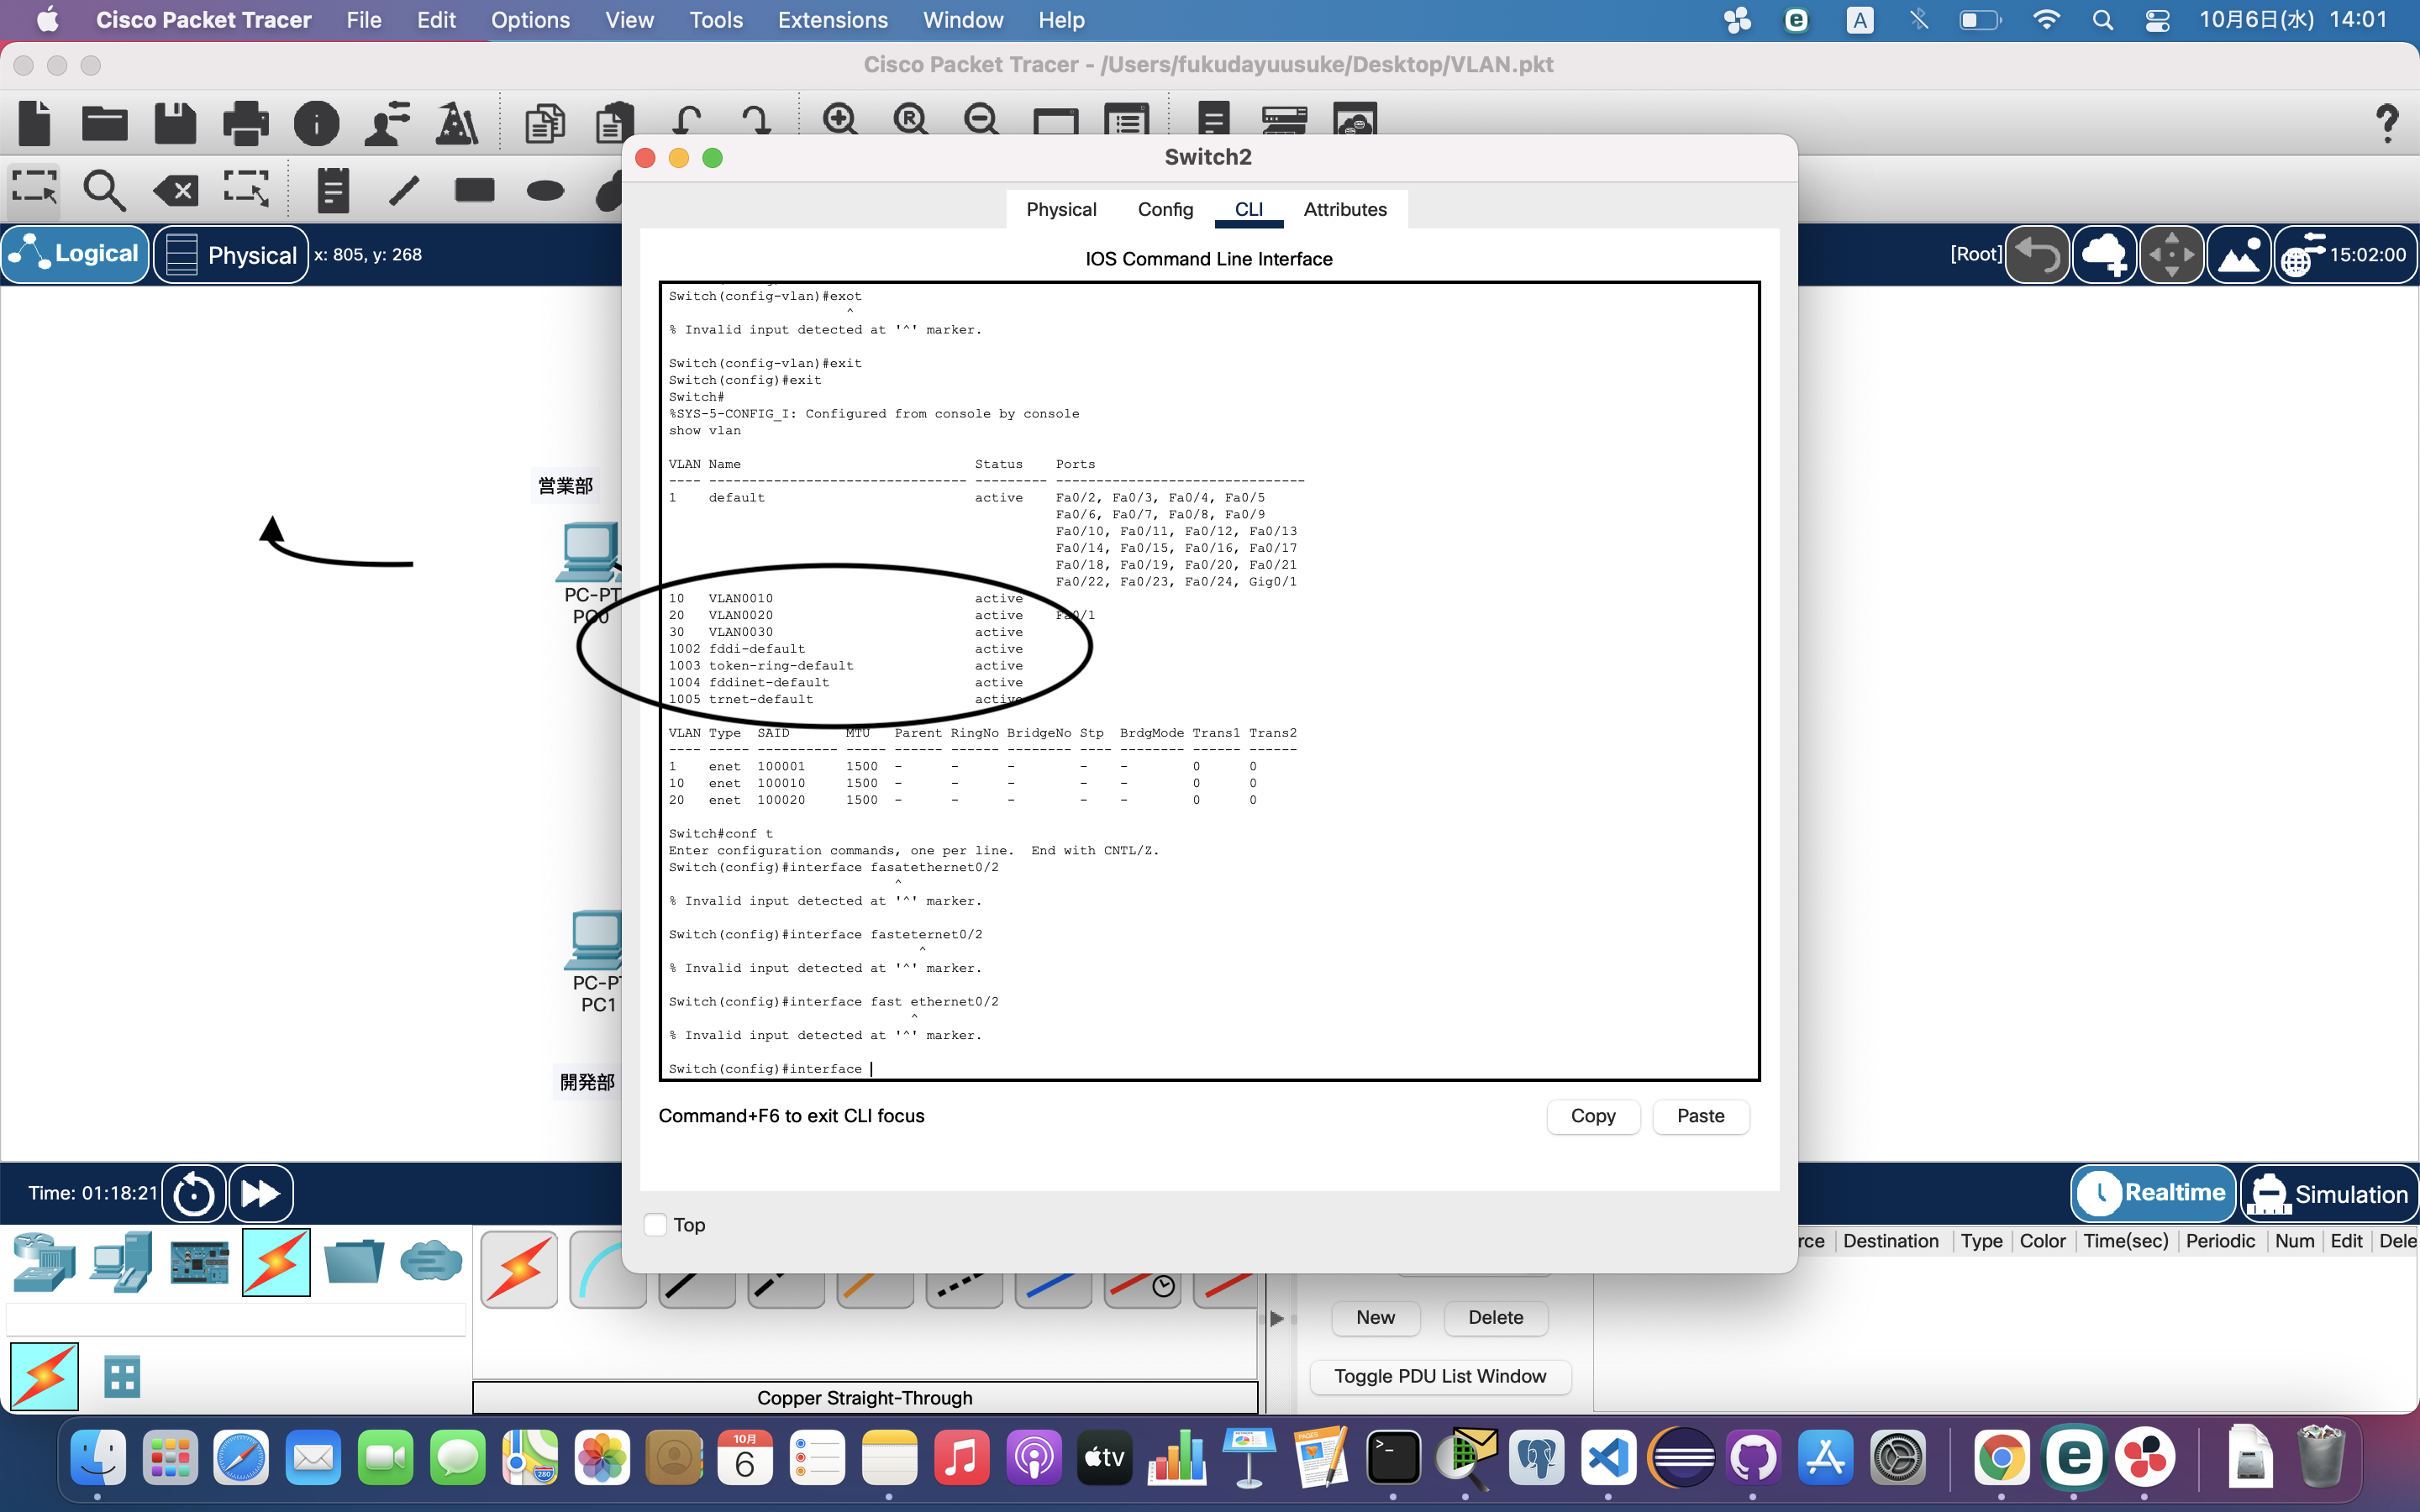 Cisco Packet Tracer File Edit Options View Tools Extensions Window Help A 10月6日(水) 14:01
Cisco Packet Tracer - /Users/fukudayuusuke/Desktop/VLAN.pkt
Switch2
Physical Config CLI Attributes
Logical Physical x: 805, y: 268 [Root] 15:02:00
IOS Command Line Interface
Switch(config-vlan)#exot
^
% Invalid input detected at '^' marker.
Switch(config-vlan)#exit
Switch(config)#exit
Switch#
%SYS-5-CONFIG_I: Configured from console by console
show vlan
VLAN Name Status Ports
---- -------------------------------- --------- -------------------------------
1 default active Fa0/2, Fa0/3, Fa0/4, Fa0/5
Fa0/6, Fa0/7, Fa0/8, Fa0/9
Fa0/10, Fa0/11, Fa0/12, Fa0/13
Fa0/14, Fa0/15, Fa0/16, Fa0/17
Fa0/18, Fa0/19, Fa0/20, Fa0/21
Fa0/22, Fa0/23, Fa0/24, Gig0/1
10 VLAN0010 active
20 VLAN0020 active Fa0/1
30 VLAN0030 active
1002 fddi-default active
1003 token-ring-default active
1004 fddinet-default active
1005 trnet-default active
VLAN Type SAID MTU Parent RingNo BridgeNo Stp BrdgMode Trans1 Trans2
---- ----- ---------- ----- ------ ------ -------- ---- -------- ------ ------
1 enet 100001 1500 - - - - - 0 0
10 enet 100010 1500 - - - - - 0 0
20 enet 100020 1500 - - - - - 0 0
Switch#conf t
Enter configuration commands, one per line. End with CNTL/Z.
Switch(config)#interface fasatethernet0/2
^
% Invalid input detected at '^' marker.
Switch(config)#interface fasteternet0/2
^
% Invalid input detected at '^' marker.
Switch(config)#interface fast ethernet0/2
^
% Invalid input detected at '^' marker.
Switch(config)#interface
営業部
PC-PT
PC0
PC-PT
PC1
開発部
Command+F6 to exit CLI focus Copy Paste
Top
Time: 01:18:21 Realtime Simulation
rce Destination Type Color Time(sec) Periodic Num Edit Dele
New Delete
Toggle PDU List Window
Copper Straight-Through
10月
6
280
tv